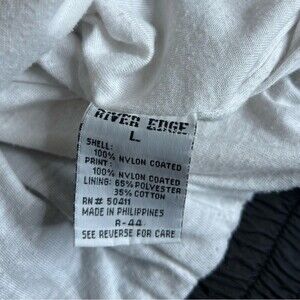 RIVER EDGE
L
SHELL:
100% NYLON COATED
PRINT:
100% NYLON COATED
LINING: 65% POLYESTER
35% COTTON
RN# 50411
MADE IN PHILIPPINES
R-44
SEE REVERSE FOR CARE